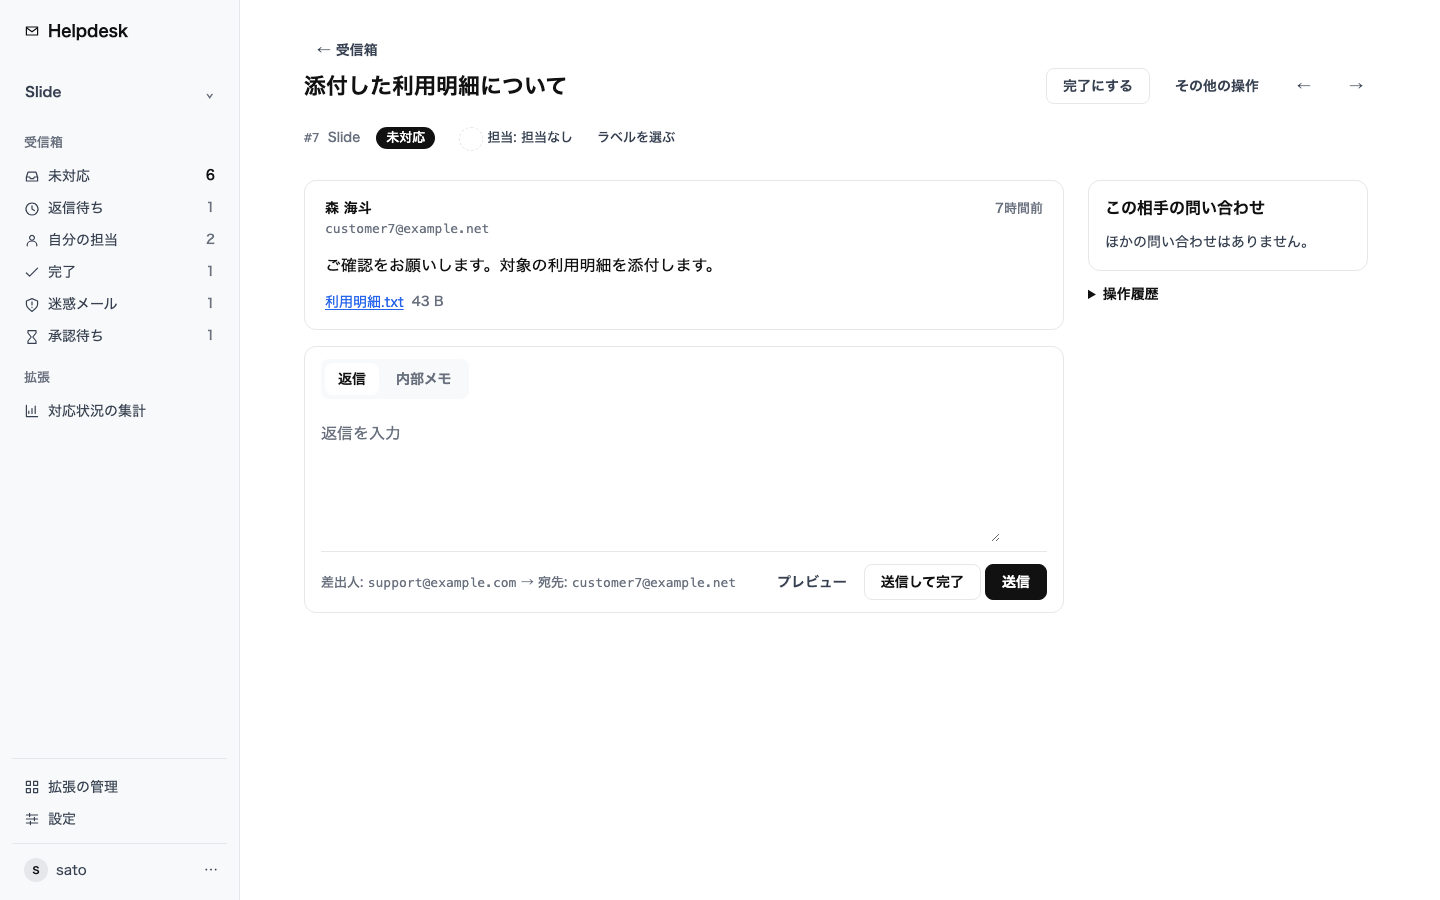 Helpdesk
Slide
受信箱
未対応 6
返信待ち 1
自分の担当 2
完了 1
迷惑メール 1
承認待ち 1
拡張
対応状況の集計
拡張の管理
設定
S sato ...
← 受信箱
添付した利用明細について
完了にする その他の操作 ← →
#7 Slide 未対応 担当: 担当なし ラベルを選ぶ
森 海斗 7時間前
customer7@example.net
ご確認をお願いします。対象の利用明細を添付します。
利用明細.txt 43 B
返信 内部メモ
返信を入力
差出人: support@example.com → 宛先: customer7@example.net プレビュー 送信して完了 送信
この相手の問い合わせ
ほかの問い合わせはありません。
▶ 操作履歴